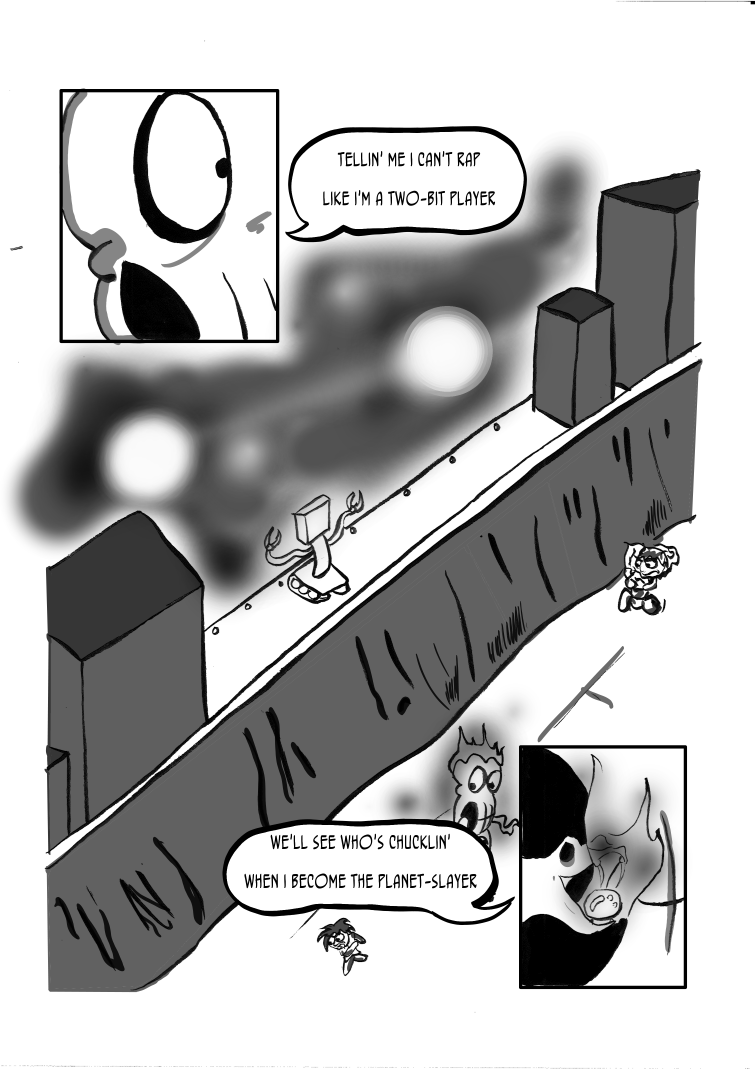 TELLIN' ME I CAN'T RAP
LIKE I'M A TWO-BIT PLAYER
WE'LL SEE WHO'S CHUCKLIN'
WHEN I BECOME THE PLANET-SLAYER